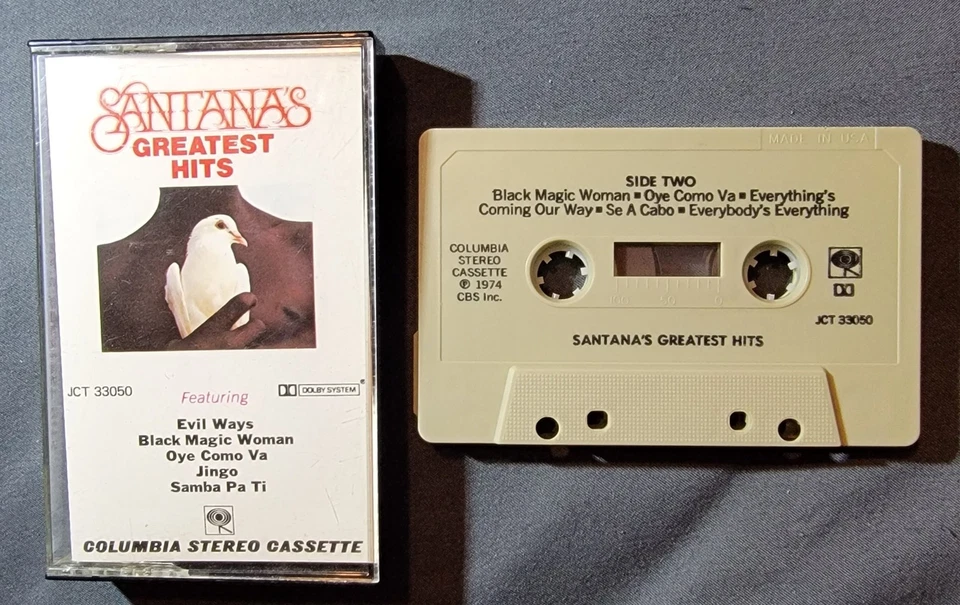 SANTANA'S
GREATEST
HITS
JCT 33050
Featuring
DOLBY SYSTEM
Evil Ways
Black Magic Woman
Oye Como Va
Jingo
Samba Pa Ti
COLUMBIA STEREO CASSETTE
MADE IN USA
SIDE TWO
Black Magic Woman ▪ Oye Como Va ▪ Everything's
Coming Our Way ▪ Se A Cabo ▪ Everybody's Everything
COLUMBIA
STEREO
CASSETTE
℗ 1974
CBS Inc.
100 50 0
JCT 33050
SANTANA'S GREATEST HITS